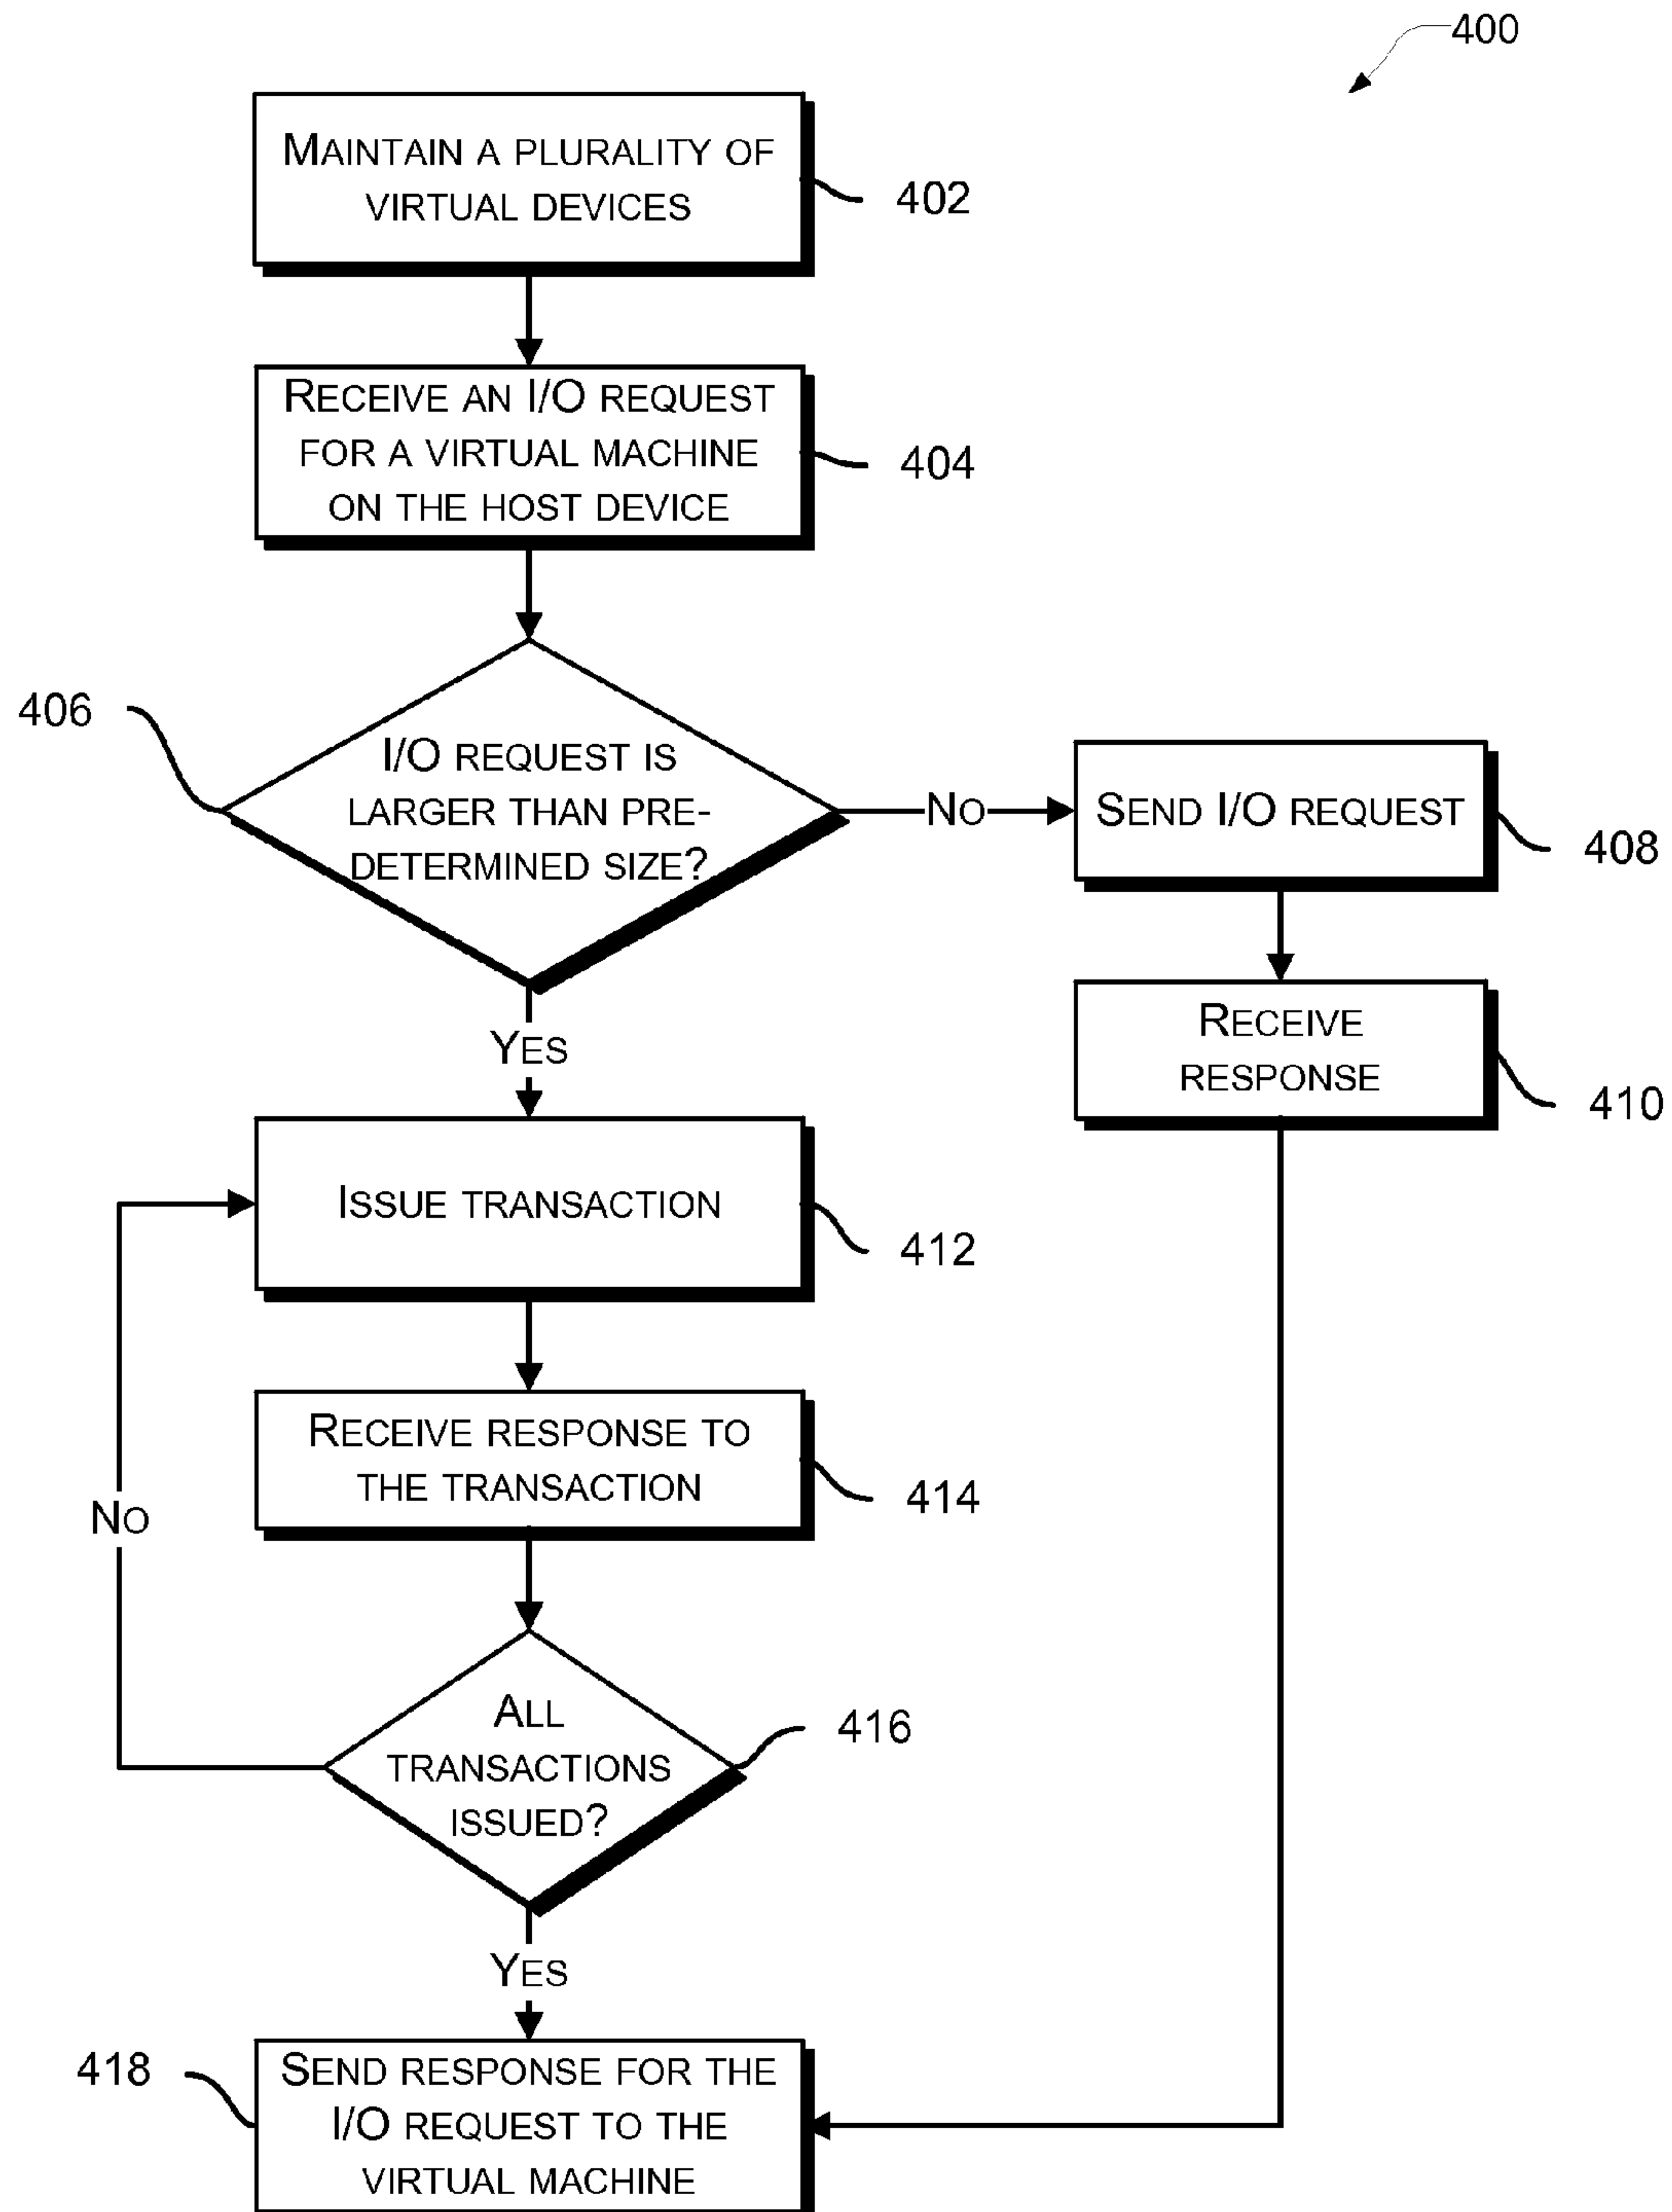 400
MAINTAIN A PLURALITY OF
VIRTUAL DEVICES
402
RECEIVE AN I/O REQUEST
FOR A VIRTUAL MACHINE
ON THE HOST DEVICE
404
406
I/O REQUEST IS
LARGER THAN PRE-
DETERMINED SIZE?
NO
SEND I/O REQUEST
408
RECEIVE
RESPONSE
410
YES
ISSUE TRANSACTION
412
RECEIVE RESPONSE TO
THE TRANSACTION
414
NO
ALL
TRANSACTIONS
ISSUED?
416
YES
418
SEND RESPONSE FOR THE
I/O REQUEST TO THE
VIRTUAL MACHINE